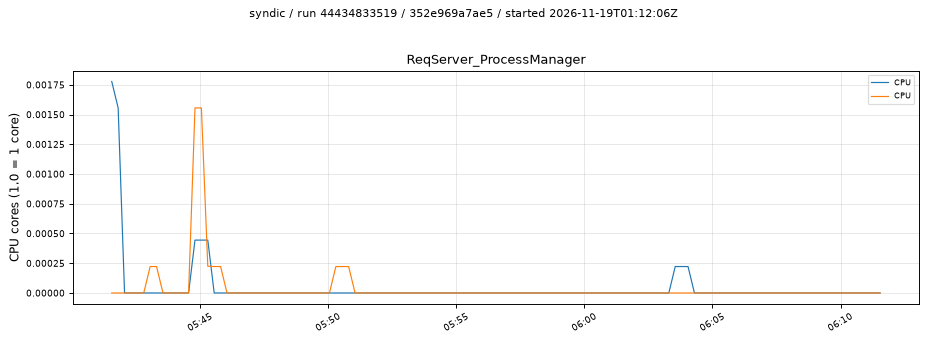 syndic / run 44434833519 / 352e969a7ae5 / started 2026-11-19T01:12:06Z
ReqServer_ProcessManager
CPU
CPU
CPU cores (1.0 = 1 core)
0.00175
0.00150
0.00125
0.00100
0.00075
0.00050
0.00025
0.00000
05:45
05:50
05:55
06:00
06:05
06:10